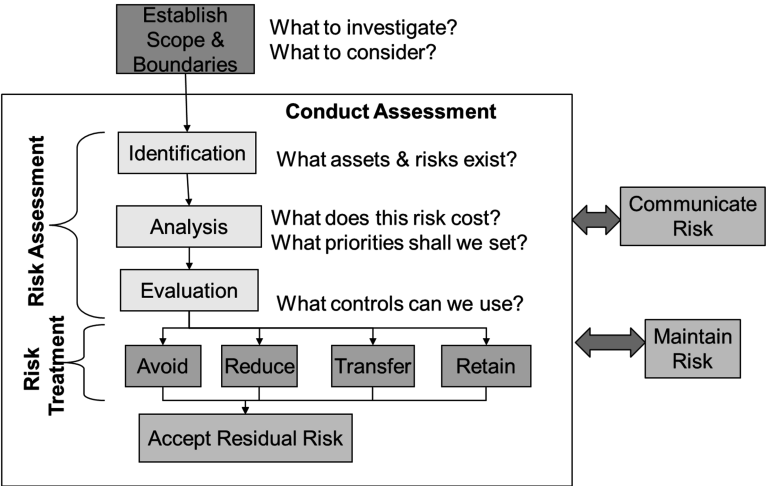 Establish
Scope &
Boundaries
What to investigate?
What to consider?
Conduct Assessment
Risk Assessment
Identification
What assets & risks exist?
Analysis
What does this risk cost?
What priorities shall we set?
Evaluation
What controls can we use?
Risk
Treatment
Avoid
Reduce
Transfer
Retain
Accept Residual Risk
Communicate
Risk
Maintain
Risk